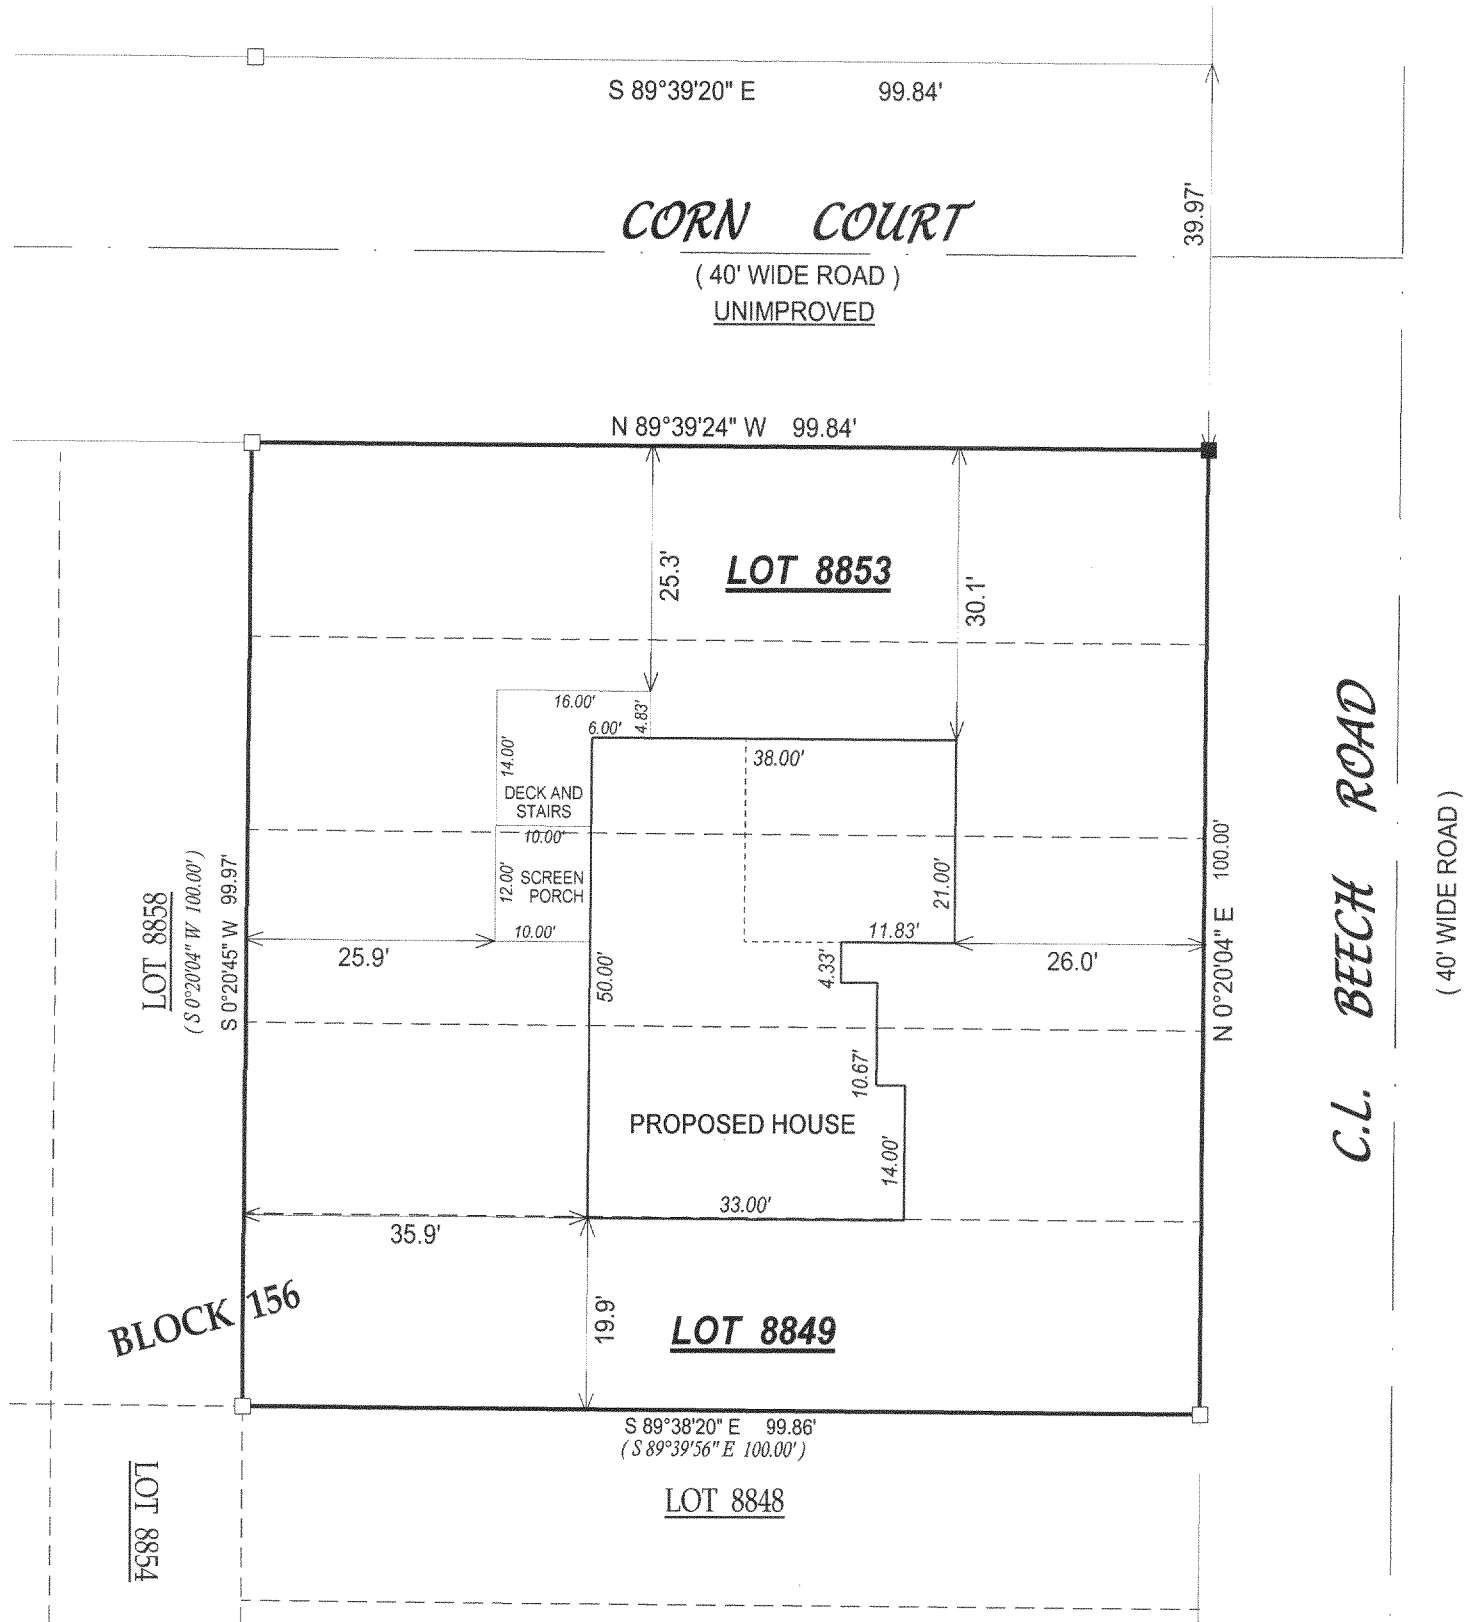 S 89°39'20" E 99.84'
39.97'
CORN COURT
( 40' WIDE ROAD )
UNIMPROVED
N 89°39'24" W 99.84'
25.3'
LOT 8853
30.1'
16.00'
4.83'
6.00'
14.00'
38.00'
DECK AND
STAIRS
10.00'
12.00'
SCREEN
PORCH
10.00'
21.00'
11.83'
25.9'
50.00'
4.33'
26.0'
LOT 8858
( S 0°20'04" W 100.00' )
S 0°20'45" W 99.97'
N 0°20'04" E 100.00'
C.L. BEECH ROAD
( 40' WIDE ROAD )
10.67'
PROPOSED HOUSE
14.00'
33.00'
35.9'
BLOCK 156
19.9'
LOT 8849
S 89°38'20" E 99.86'
( S 89°39'56" E 100.00' )
LOT 8854
LOT 8848